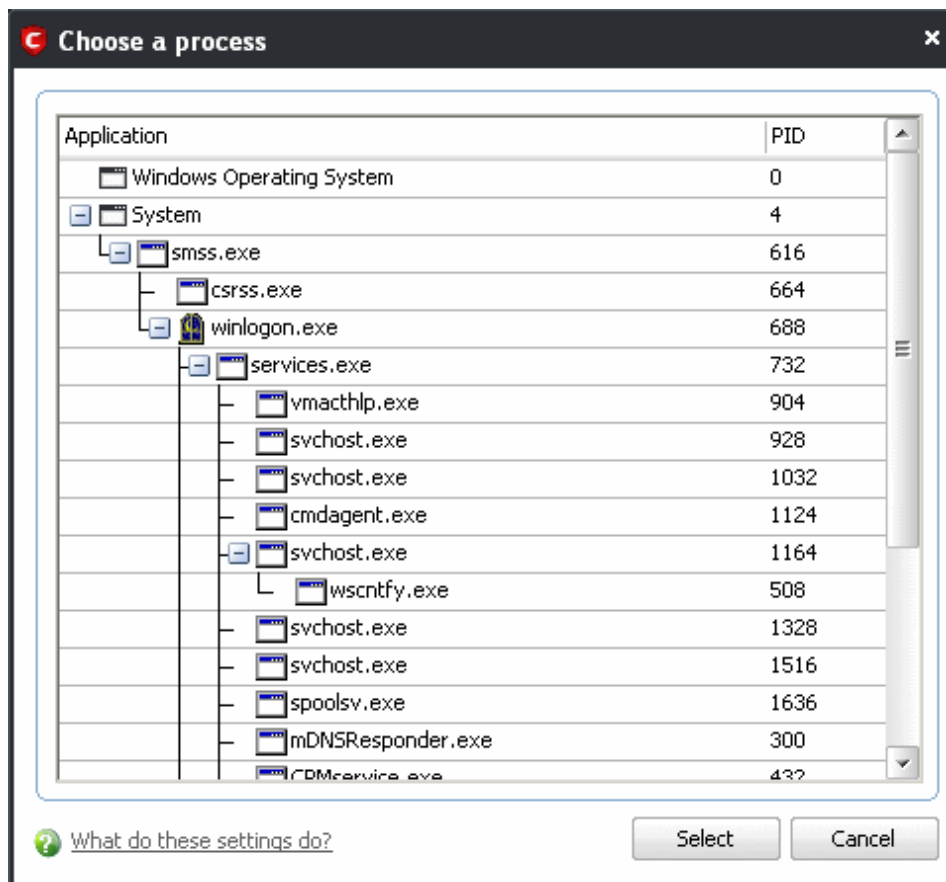 Choose a process
Application PID
Windows Operating System 0
System 4
smss.exe 616
csrss.exe 664
winlogon.exe 688
services.exe 732
vmacthlp.exe 904
svchost.exe 928
svchost.exe 1032
cmdagent.exe 1124
svchost.exe 1164
wscntfy.exe 508
svchost.exe 1328
svchost.exe 1516
spoolsv.exe 1636
mDNSResponder.exe 300
CPMservice.exe 432
What do these settings do?
Select Cancel